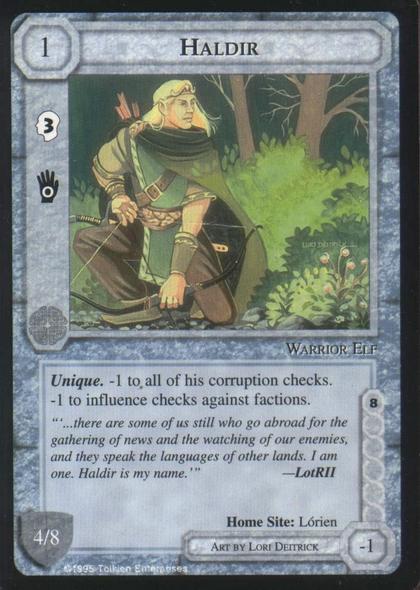 1
HALDIR
3
0
LORI DEITRICK
WARRIOR ELF
Unique. -1 to all of his corruption checks.
-1 to influence checks against factions.
8
“‘...there are some of us still who go abroad for the
gathering of news and the watching of our enemies,
and they speak the languages of other lands. I am
one. Haldir is my name.’” —LotRII
Home Site: Lórien
4/8
ART BY LORI DEITRICK
-1
©1995 Tolkien Enterprises